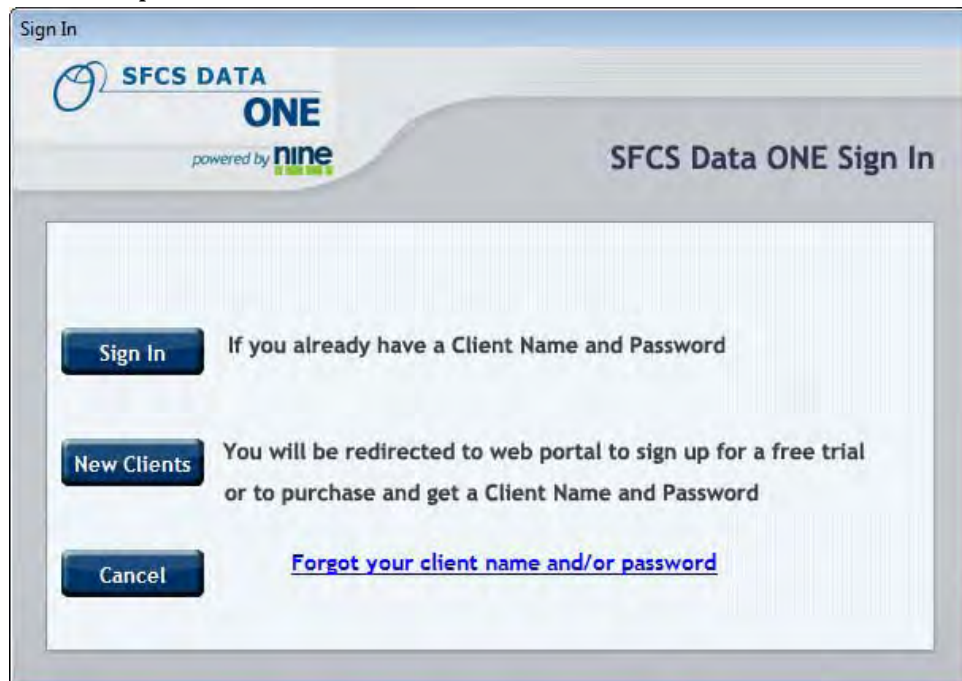 Sign In
SFCS DATA
ONE
powered by nine
SFCS Data ONE Sign In
Sign In
If you already have a Client Name and Password
New Clients
You will be redirected to web portal to sign up for a free trial
or to purchase and get a Client Name and Password
Cancel
Forgot your client name and/or password